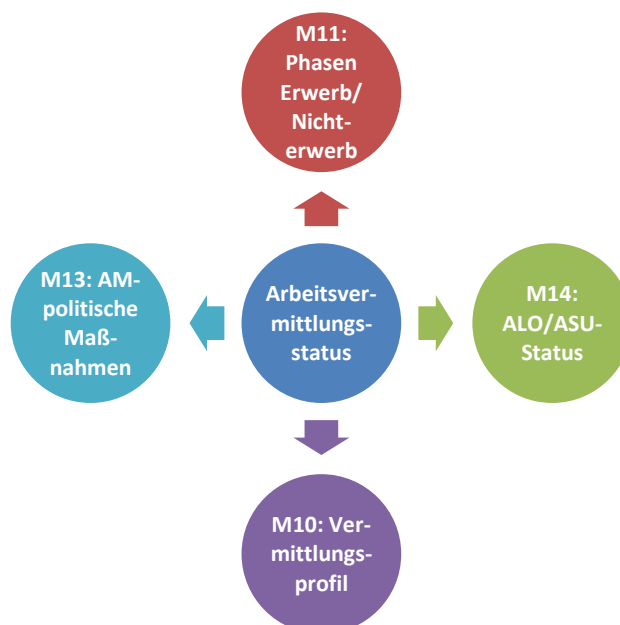 M11:
Phasen
Erwerb/
Nicht-
erwerb
M13: AM-
politische
Maß-
nahmen
Arbeitsver-
mittlungs-
status
M14:
ALO/ASU-
Status
M10: Ver-
mittlungs-
profil